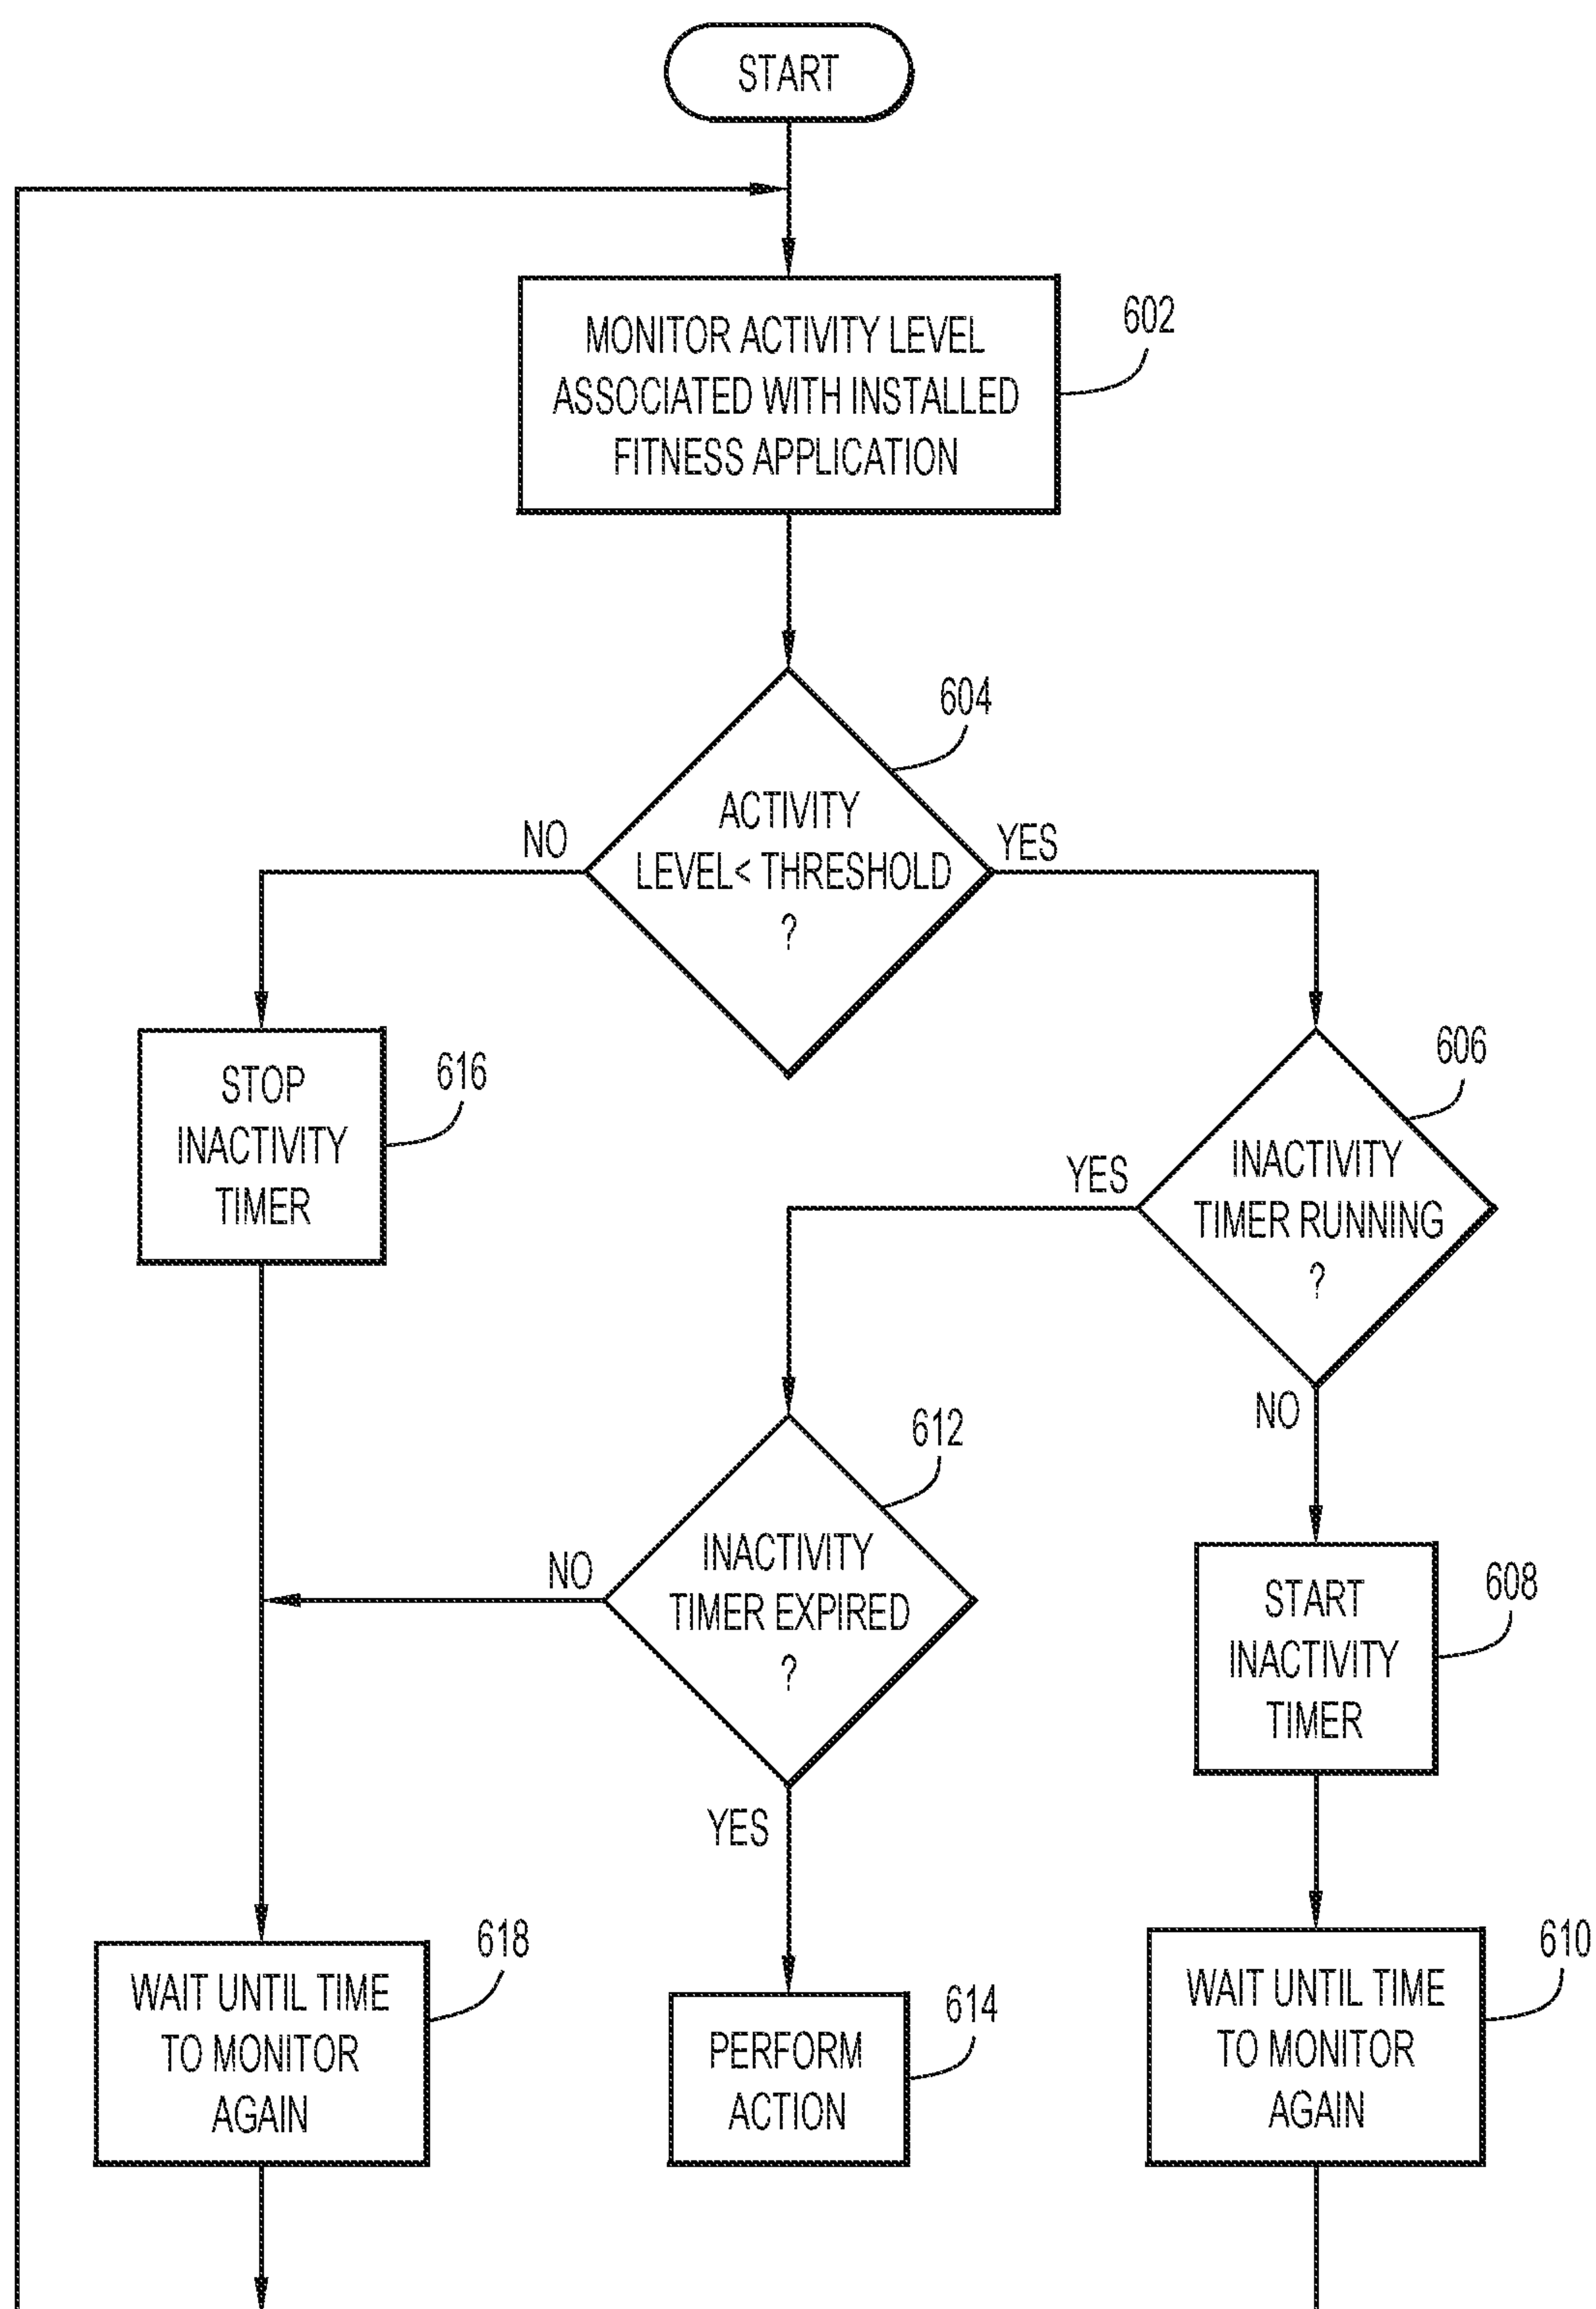 START
602
MONITOR ACTIVITY LEVEL
ASSOCIATED WITH INSTALLED
FITNESS APPLICATION
604
ACTIVITY
LEVEL< THRESHOLD
?
NO
YES
616
STOP
INACTIVITY
TIMER
606
INACTIVITY
TIMER RUNNING
?
YES
NO
612
INACTIVITY
TIMER EXPIRED
?
NO
YES
608
START
INACTIVITY
TIMER
618
WAIT UNTIL TIME
TO MONITOR
AGAIN
614
PERFORM
ACTION
610
WAIT UNTIL TIME
TO MONITOR
AGAIN